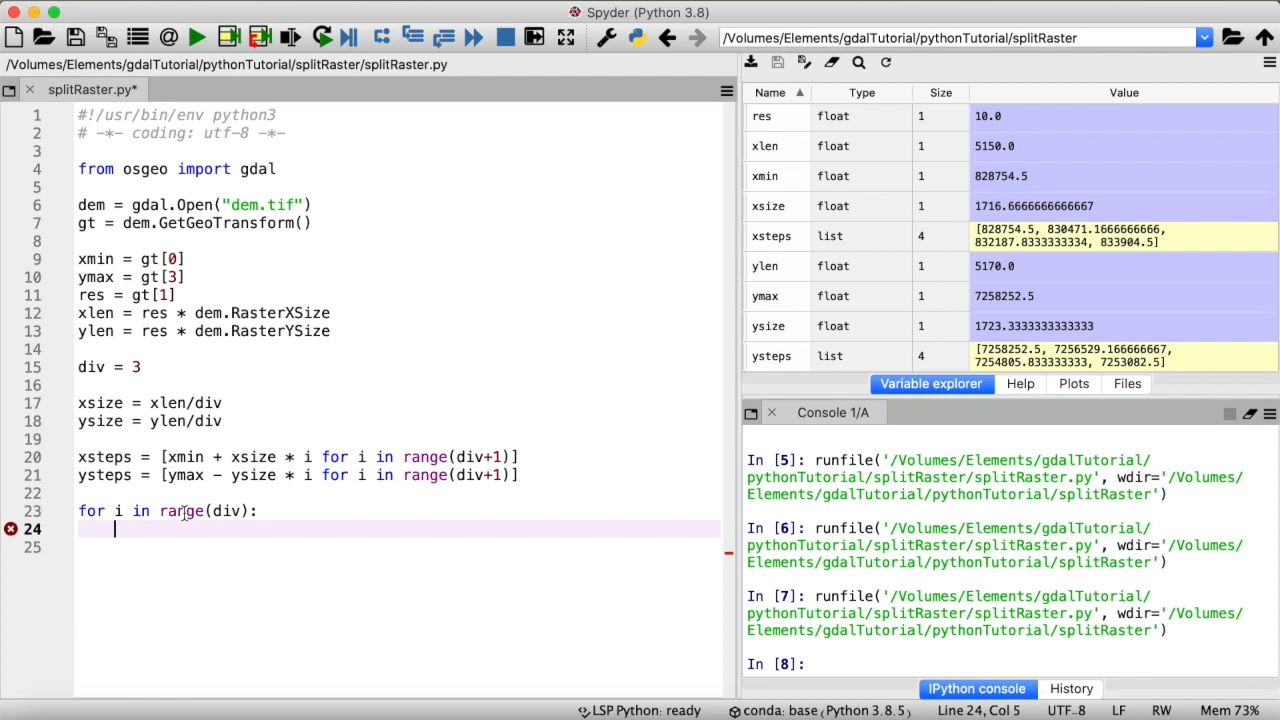 Spyder (Python 3.8)
/Volumes/Elements/gdalTutorial/pythonTutorial/splitRaster
/Volumes/Elements/gdalTutorial/pythonTutorial/splitRaster/splitRaster.py
splitRaster.py*
1 #!/usr/bin/env python3
2 # -*- coding: utf-8 -*-
3
4 from osgeo import gdal
5
6 dem = gdal.Open("dem.tif")
7 gt = dem.GetGeoTransform()
8
9 xmin = gt[0]
10 ymax = gt[3]
11 res = gt[1]
12 xlen = res * dem.RasterXSize
13 ylen = res * dem.RasterYSize
14
15 div = 3
16
17 xsize = xlen/div
18 ysize = ylen/div
19
20 xsteps = [xmin + xsize * i for i in range(div+1)]
21 ysteps = [ymax - ysize * i for i in range(div+1)]
22
23 for i in range(div):
24
25
Name Type Size Value
res float 1 10.0
xlen float 1 5150.0
xmin float 1 828754.5
xsize float 1 1716.6666666666667
xsteps list 4 [828754.5, 830471.1666666666,
832187.8333333334, 833904.5]
ylen float 1 5170.0
ymax float 1 7258252.5
ysize float 1 1723.3333333333333
ysteps list 4 [7258252.5, 7256529.166666667,
7254805.833333333, 7253082.5]
Variable explorer Help Plots Files
Console 1/A
In [5]: runfile('/Volumes/Elements/gdalTutorial/
pythonTutorial/splitRaster/splitRaster.py', wdir='/Volumes/
Elements/gdalTutorial/pythonTutorial/splitRaster')
In [6]: runfile('/Volumes/Elements/gdalTutorial/
pythonTutorial/splitRaster/splitRaster.py', wdir='/Volumes/
Elements/gdalTutorial/pythonTutorial/splitRaster')
In [7]: runfile('/Volumes/Elements/gdalTutorial/
pythonTutorial/splitRaster/splitRaster.py', wdir='/Volumes/
Elements/gdalTutorial/pythonTutorial/splitRaster')
In [8]:
IPython console History
LSP Python: ready conda: base (Python 3.8.5) Line 24, Col 5 UTF-8 LF RW Mem 73%